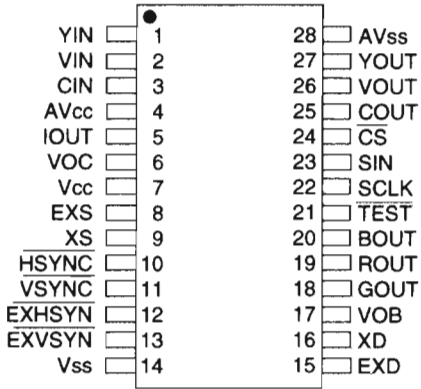 YIN 1 28 AVss
VIN 2 27 YOUT
CIN 3 26 VOUT
AVcc 4 25 COUT
IOUT 5 24 CS
VOC 6 23 SIN
Vcc 7 22 SCLK
EXS 8 21 TEST
XS 9 20 BOUT
HSYNC 10 19 ROUT
VSYNC 11 18 GOUT
EXHSYN 12 17 VOB
EXVSYN 13 16 XD
Vss 14 15 EXD